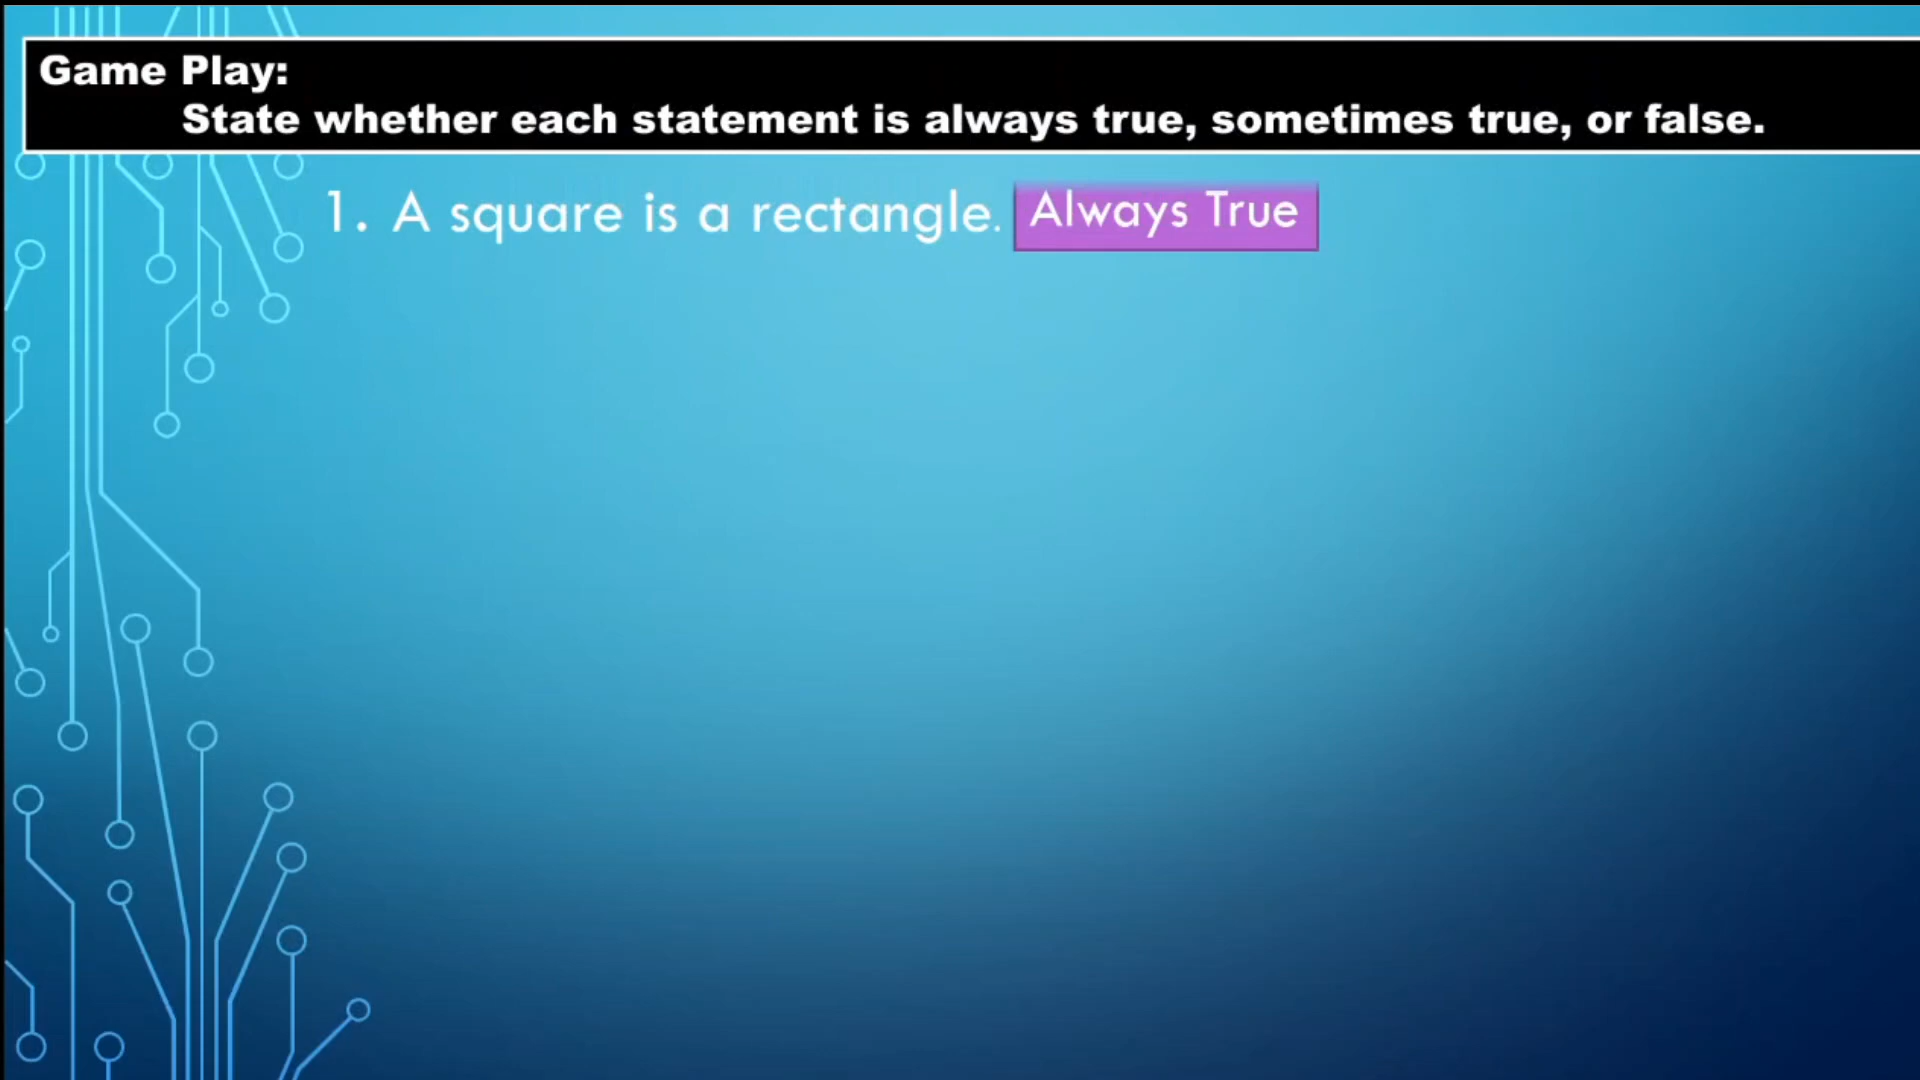 Game Play:
State whether each statement is always true, sometimes true, or false.
1. A square is a rectangle. Always True